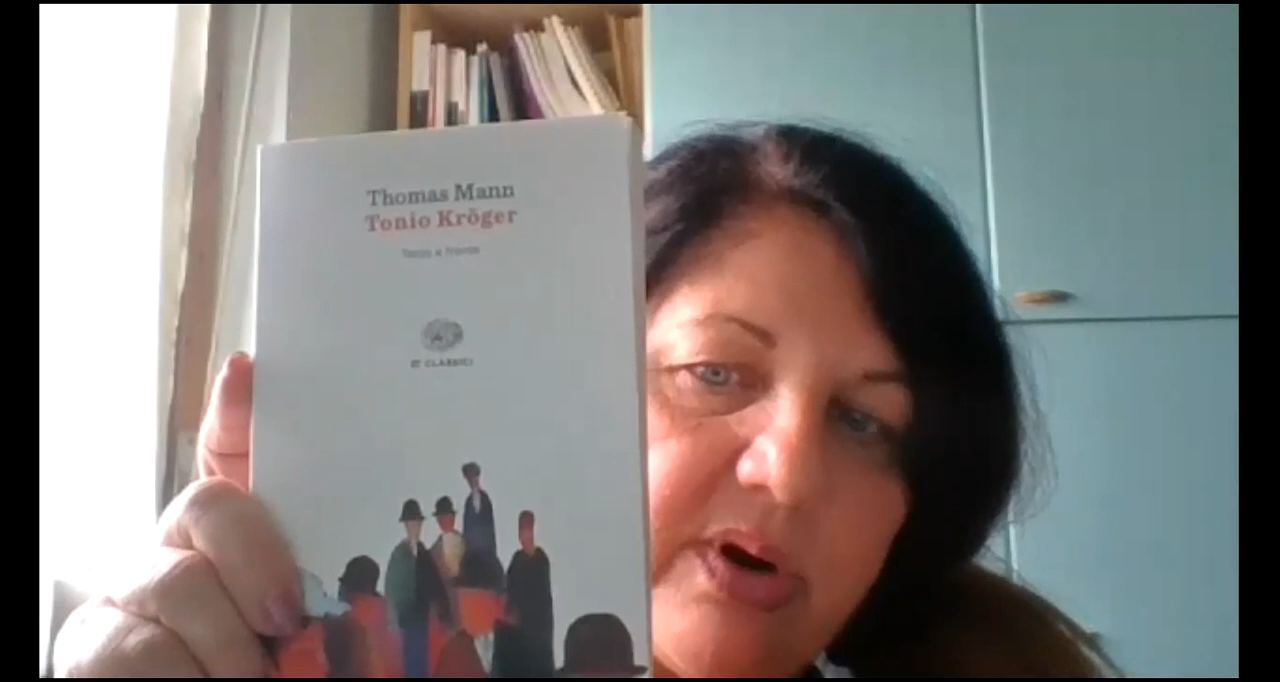 Thomas Mann
Tonio Kröger
Testo a fronte
ET CLASSICI